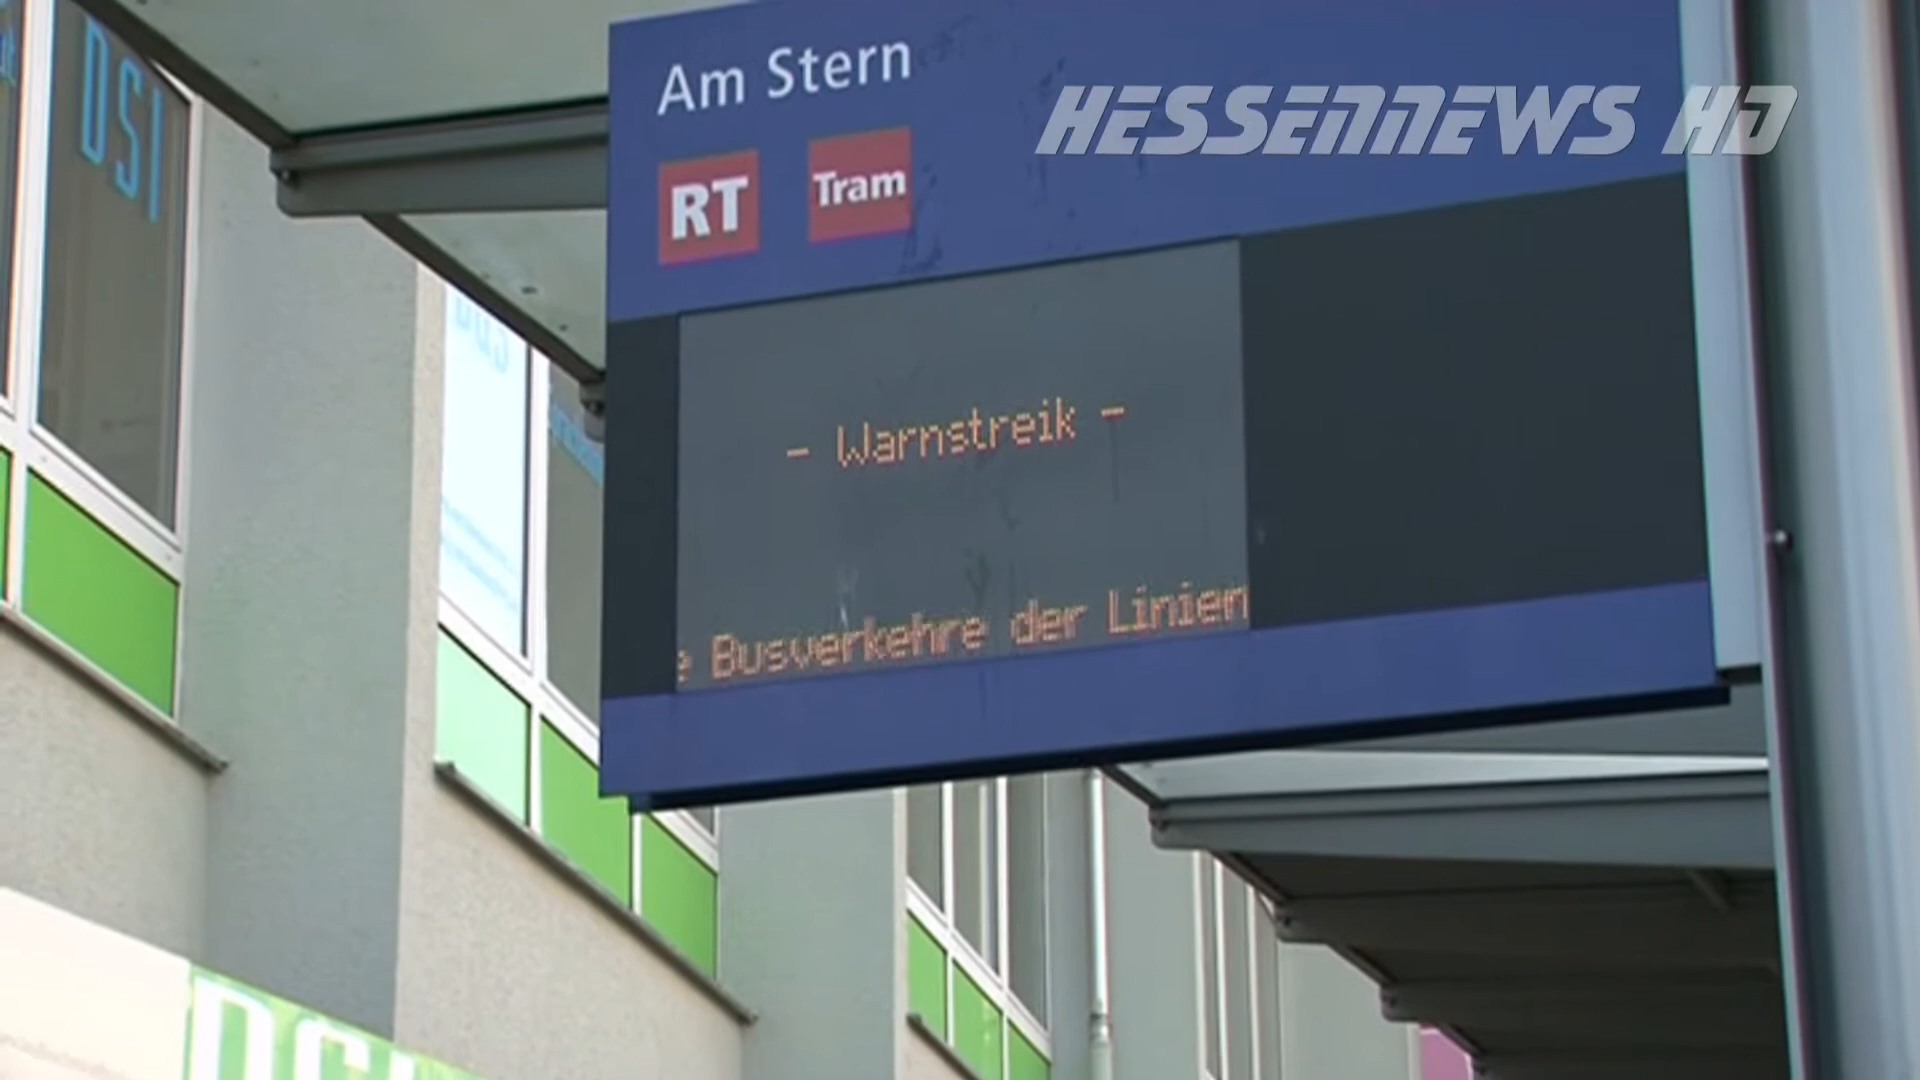 Am Stern
HESSENNEWS HD
RT
Tram
- Warnstreik -
e Busverkehre der Linien
DSI